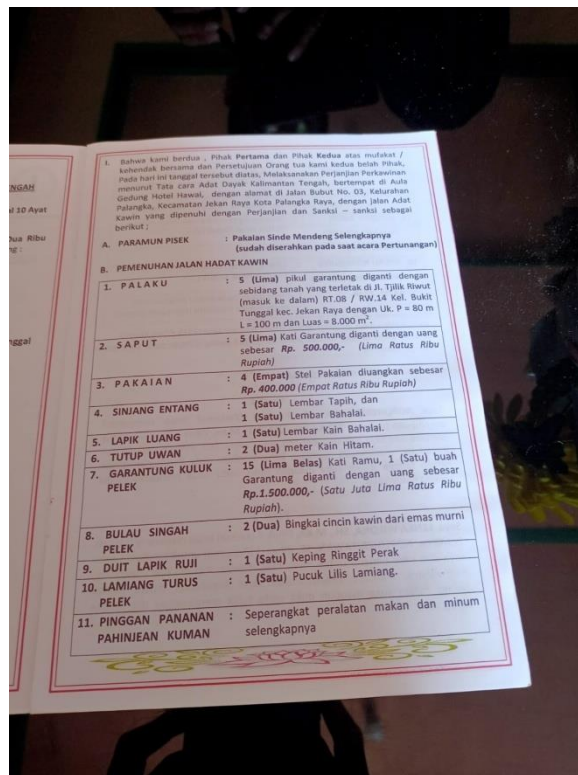 NGAH
10 Ayat
Dua Ribu
nggal
I. Bahwa kami berdua , Pihak Pertama dan Pihak Kedua atas mufakat /
kehendak bersama dan Persetujuan Orang tua kami kedua belah Pihak,
Pada hari ini tanggal tersebut diatas, Melaksanakan Perjanjian Perkawinan
menurut Tata cara Adat Dayak Kalimantan Tengah, bertempat di Aula
Gedung Hotel Hawai, dengan alamat di Jalan Bubut No. 03, Kelurahan
Palangka, Kecamatan Jekan Raya Kota Palangka Raya, dengan jalan Adat
Kawin yang dipenuhi dengan Perjanjian dan Sanksi – sanksi sebagai
berikut ;
A. PARAMUN PISEK : Pakaian Sinde Mendeng Selengkapnya
(sudah diserahkan pada saat acara Pertunangan)
B. PEMENUHAN JALAN HADAT KAWIN
1. PALAKU : 5 (Lima) pikul garantung diganti dengan
sebidang tanah yang terletak di Jl. Tjilik Riwut
(masuk ke dalam) RT.08 / RW.14 Kel. Bukit
Tunggal kec. Jekan Raya dengan Uk. P = 80 m
L = 100 m dan Luas = 8.000 m².
2. SAPUT : 5 (Lima) Kati Garantung diganti dengan uang
sebesar Rp. 500.000,- (Lima Ratus Ribu
Rupiah)
3. PAKAIAN : 4 (Empat) Stel Pakaian diuangkan sebesar
Rp. 400.000 (Empat Ratus Ribu Rupiah)
4. SINJANG ENTANG : 1 (Satu) Lembar Tapih, dan
1 (Satu) Lembar Bahalai.
5. LAPIK LUANG : 1 (Satu) Lembar Kain Bahalai.
6. TUTUP UWAN : 2 (Dua) meter Kain Hitam.
7. GARANTUNG KULUK : 15 (Lima Belas) Kati Ramu, 1 (Satu) buah
PELEK Garantung diganti dengan uang sebesar
Rp.1.500.000,- (Satu Juta Lima Ratus Ribu
Rupiah).
8. BULAU SINGAH : 2 (Dua) Bingkai cincin kawin dari emas murni
PELEK
9. DUIT LAPIK RUJI : 1 (Satu) Keping Ringgit Perak
10. LAMIANG TURUS : 1 (Satu) Pucuk Lilis Lamiang.
PELEK
11. PINGGAN PANANAN : Seperangkat peralatan makan dan minum
PAHINJEAN KUMAN selengkapnya